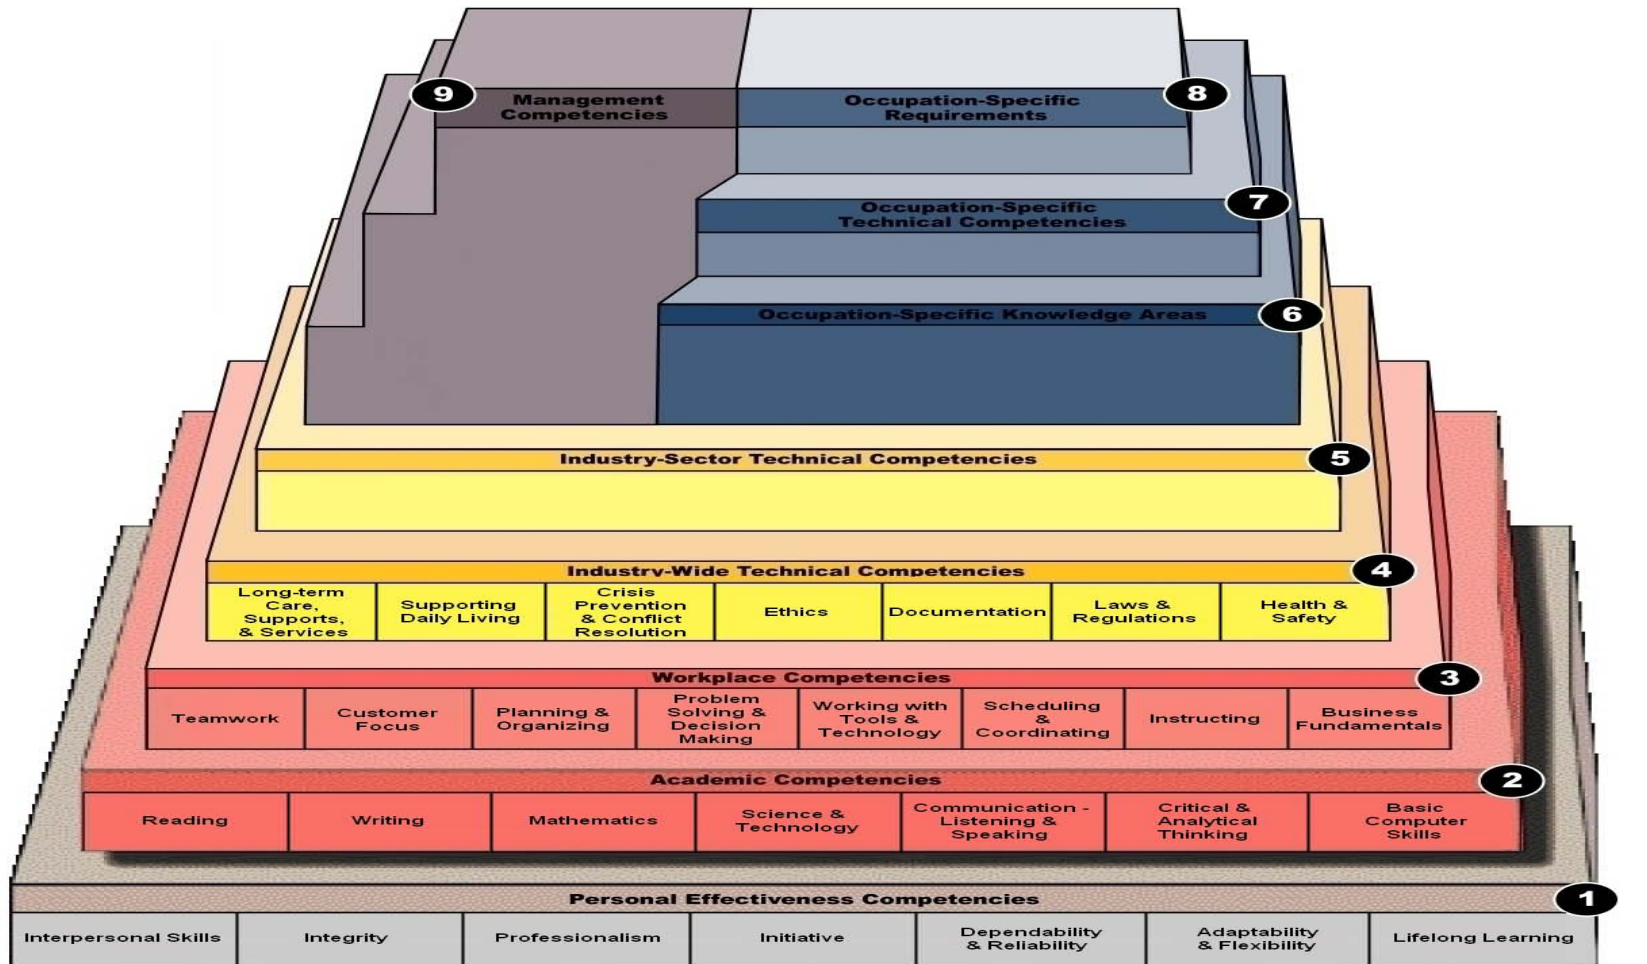 9
Management
Competencies
Occupation-Specific
Requirements
8
Occupation-Specific
Technical Competencies
7
Occupation-Specific Knowledge Areas
6
Industry-Sector Technical Competencies
5
Industry-Wide Technical Competencies
4
Long-term
Care,
Supports,
& Services
Supporting
Daily Living
Crisis
Prevention
& Conflict
Resolution
Ethics
Documentation
Laws &
Regulations
Health &
Safety
Workplace Competencies
3
Teamwork
Customer
Focus
Planning &
Organizing
Problem
Solving &
Decision
Making
Working with
Tools &
Technology
Scheduling
&
Coordinating
Instructing
Business
Fundamentals
Academic Competencies
2
Reading
Writing
Mathematics
Science &
Technology
Communication -
Listening &
Speaking
Critical &
Analytical
Thinking
Basic
Computer
Skills
Personal Effectiveness Competencies
1
Interpersonal Skills
Integrity
Professionalism
Initiative
Dependability
& Reliability
Adaptability
& Flexibility
Lifelong Learning